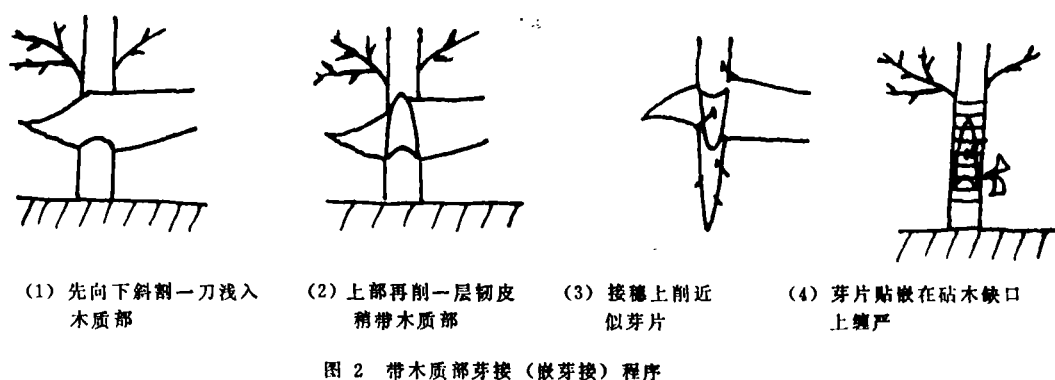 (1) 先向下斜割一刀浅入
木质部
(2) 上部再削一层韧皮
稍带木质部
(3) 接穗上削近
似芽片
(4) 芽片贴嵌在砧木缺口
上缠严
图 2 带木质部芽接（嵌芽接）程序